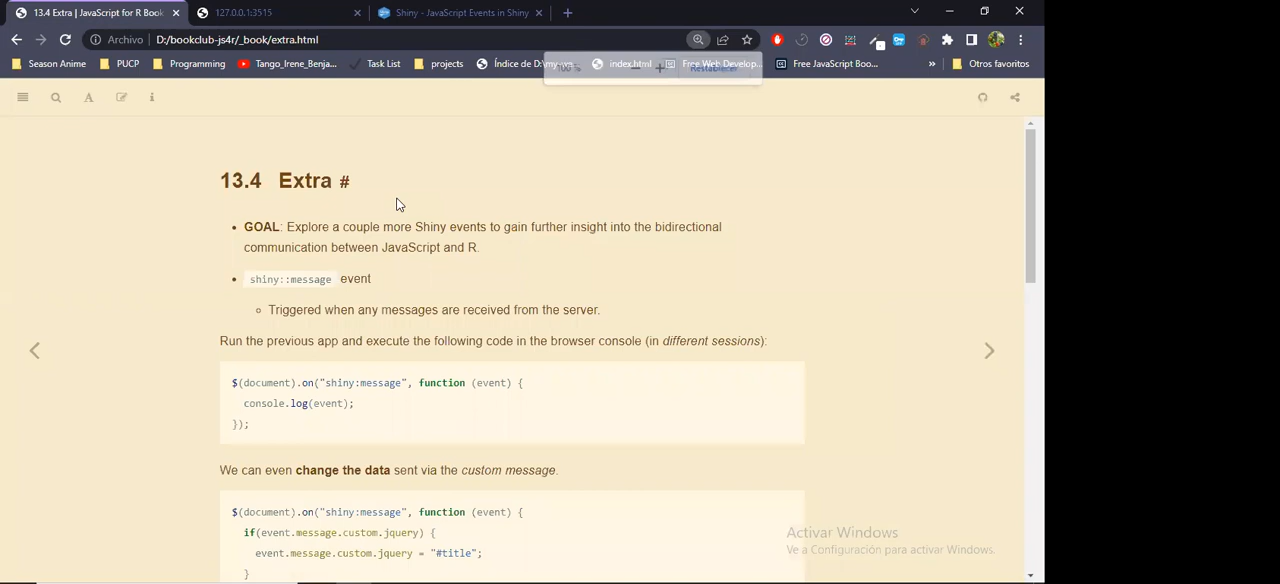 13.4 Extra | JavaScript for R Book
127.0.0.1:3515
Shiny - JavaScript Events in Shiny
Archivo
D:/bookclub-js4r/_book/extra.html
Season Anime
PUCP
Programming
Tango_Irene_Benja...
Task List
projects
Índice de D:\my-ws...
index.html
Free Web Develop...
Free JavaScript Boo...
»
Otros favoritos
100 %
Restablecer
13.4 Extra #
GOAL: Explore a couple more Shiny events to gain further insight into the bidirectional
communication between JavaScript and R.
shiny::message event
Triggered when any messages are received from the server.
Run the previous app and execute the following code in the browser console (in different sessions):
$(document).on("shiny:message", function (event) {
console.log(event);
});
We can even change the data sent via the custom message.
$(document).on("shiny:message", function (event) {
if(event.message.custom.jquery) {
event.message.custom.jquery = "#title";
}
Activar Windows
Ve a Configuración para activar Windows.